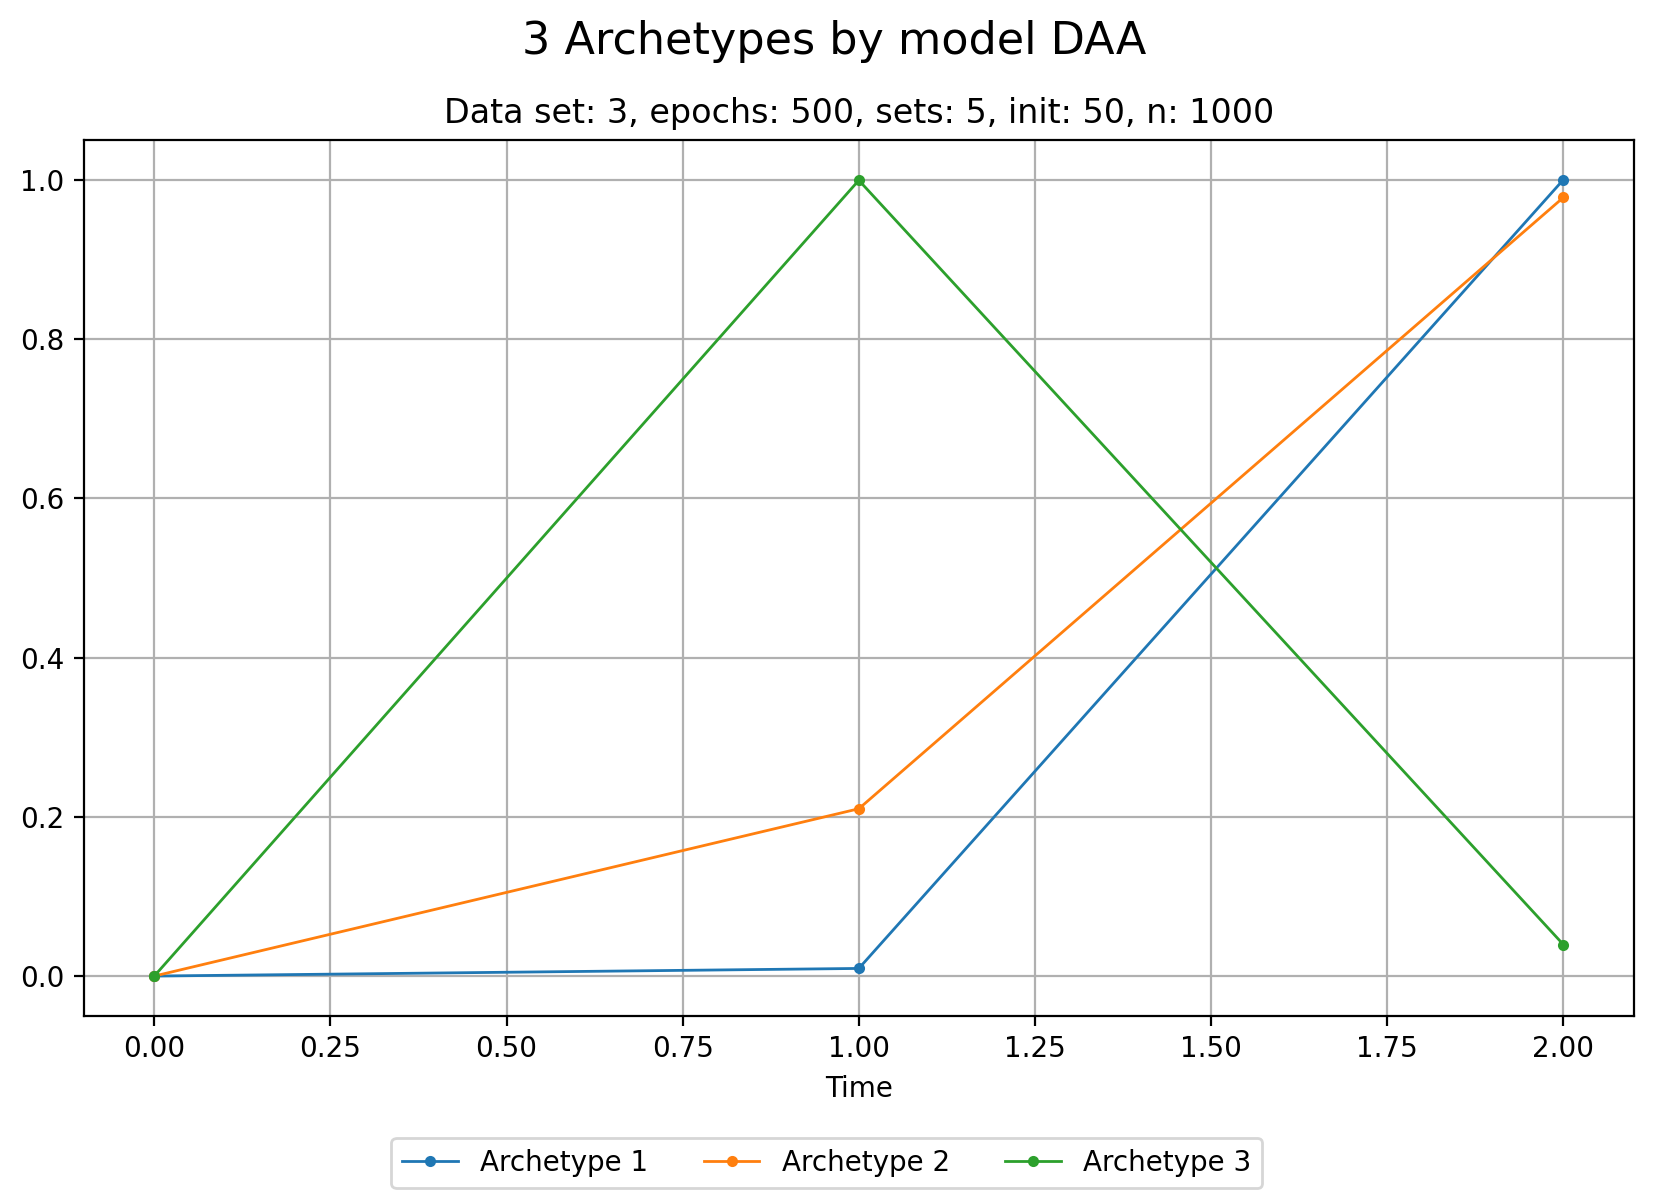 3 Archetypes by model DAA
Data set: 3, epochs: 500, sets: 5, init: 50, n: 1000
1.0
0.8
0.6
0.4
0.2
0.0
0.00 0.25 0.50 0.75 1.00 1.25 1.50 1.75 2.00
Time
Archetype 1 Archetype 2 Archetype 3